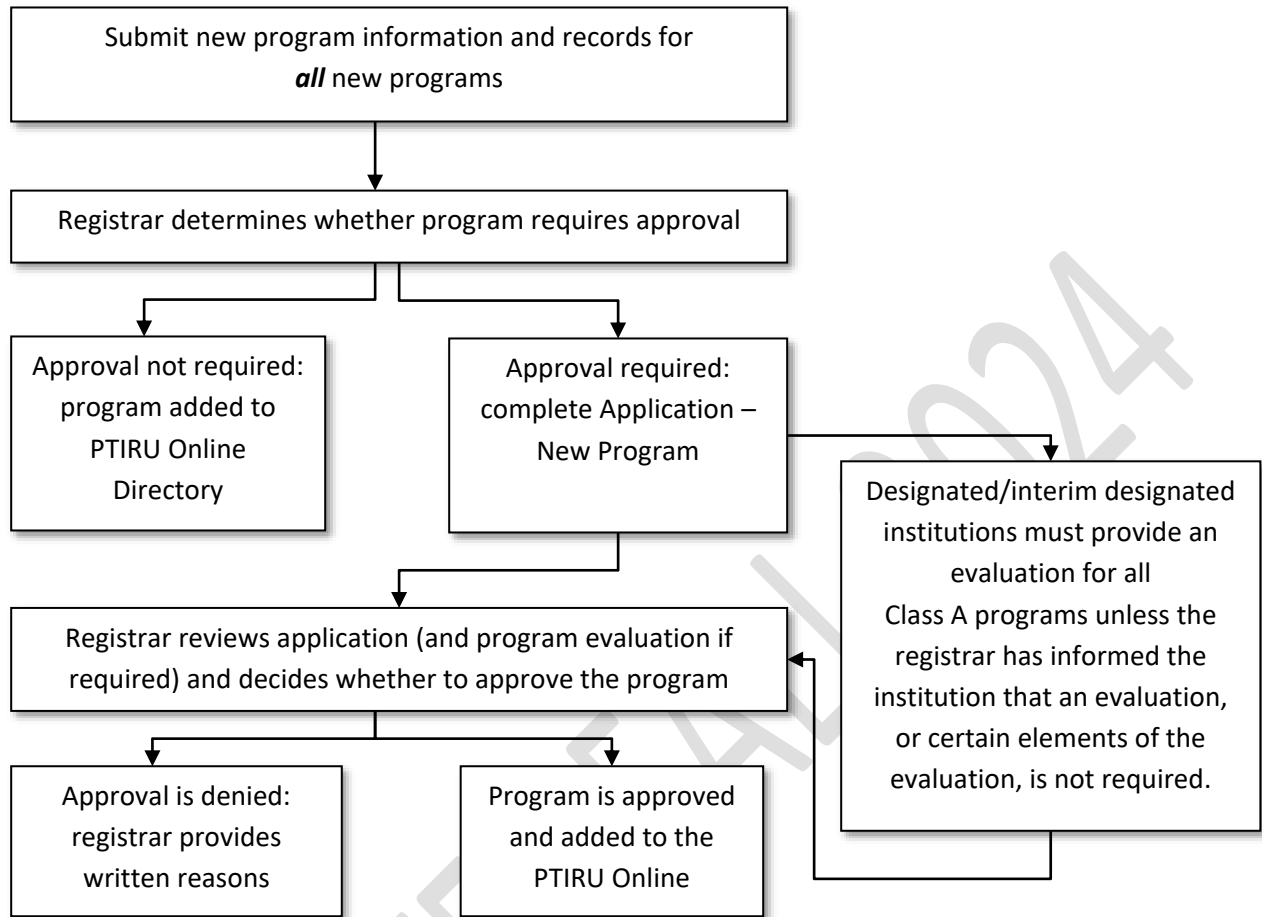 Submit new program information and records for
all new programs
Registrar determines whether program requires approval
Approval not required:
program added to
PTIRU Online
Directory
Approval required:
complete Application –
New Program
Designated/interim designated
institutions must provide an
evaluation for all
Class A programs unless the
registrar has informed the
institution that an evaluation,
or certain elements of the
evaluation, is not required.
Registrar reviews application (and program evaluation if
required) and decides whether to approve the program
Approval is denied:
registrar provides
written reasons
Program is approved
and added to the
PTIRU Online